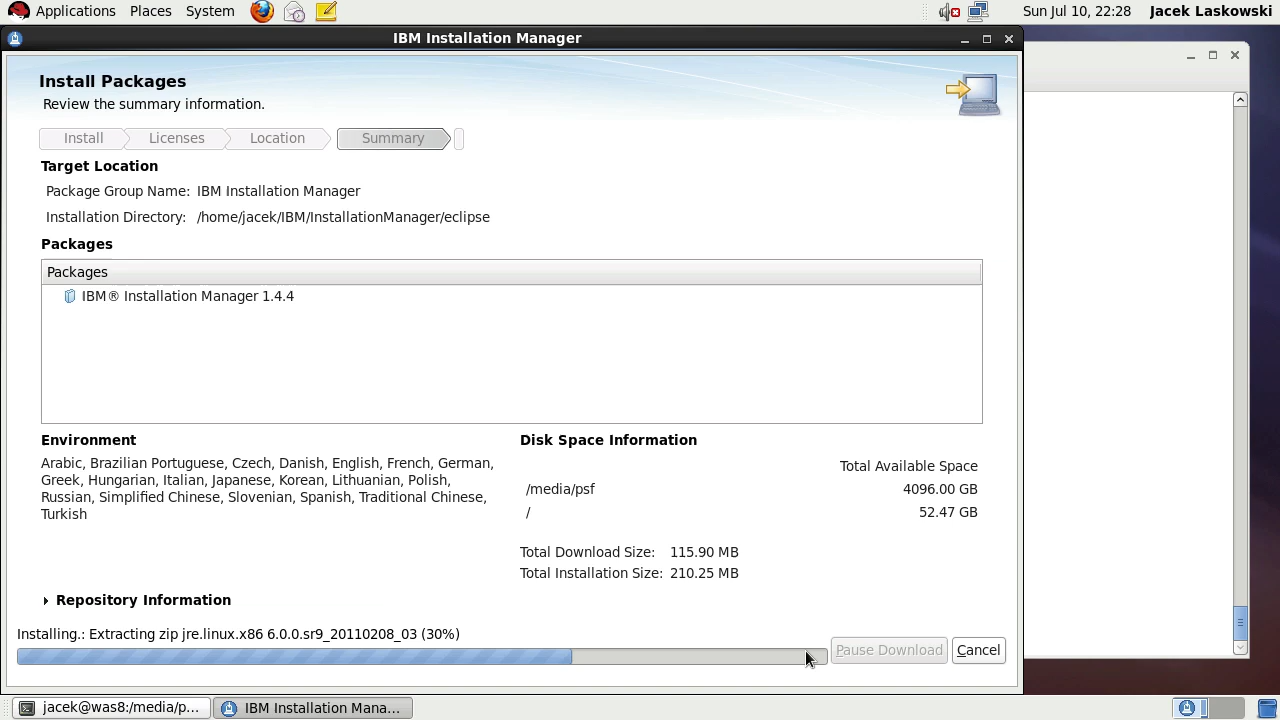 Applications Places System Sun Jul 10, 22:28 Jacek Laskowski
IBM Installation Manager
Install Packages
Review the summary information.
Install Licenses Location Summary
Target Location
Package Group Name: IBM Installation Manager
Installation Directory: /home/jacek/IBM/InstallationManager/eclipse
Packages
Packages
IBM® Installation Manager 1.4.4
Environment
Arabic, Brazilian Portuguese, Czech, Danish, English, French, German,
Greek, Hungarian, Italian, Japanese, Korean, Lithuanian, Polish,
Russian, Simplified Chinese, Slovenian, Spanish, Traditional Chinese,
Turkish
Disk Space Information
Total Available Space
/media/psf 4096.00 GB
/ 52.47 GB
Total Download Size: 115.90 MB
Total Installation Size: 210.25 MB
Repository Information
Installing.: Extracting zip jre.linux.x86 6.0.0.sr9_20110208_03 (30%)
Pause Download Cancel
jacek@was8:/media/p... IBM Installation Mana...